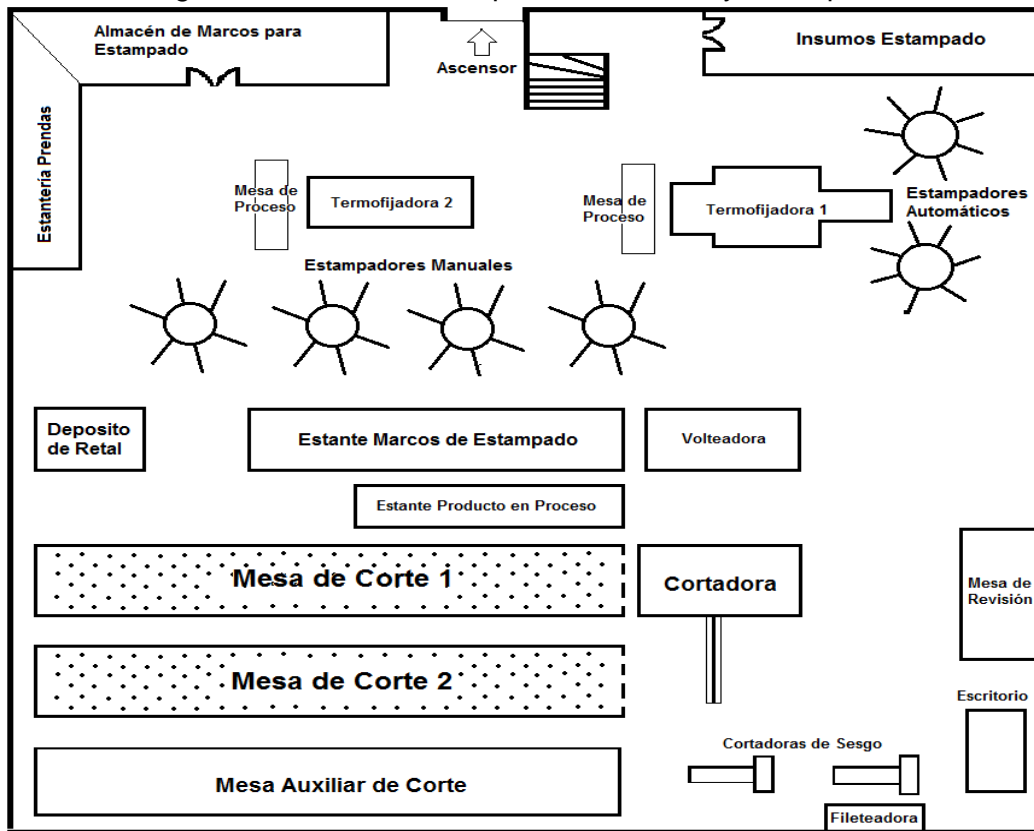 Almacén de Marcos para
Estampado
Ascensor
Insumos Estampado
Estantería Prendas
Mesa de
Proceso
Termofijadora 2
Mesa de
Proceso
Termofijadora 1
Estampadores
Automáticos
Estampadores Manuales
Deposito
de Retal
Estante Marcos de Estampado
Volteadora
Estante Producto en Proceso
Mesa de Corte 1
Cortadora
Mesa de
Revisión
Mesa de Corte 2
Escritorio
Cortadoras de Sesgo
Mesa Auxiliar de Corte
Fileteadora